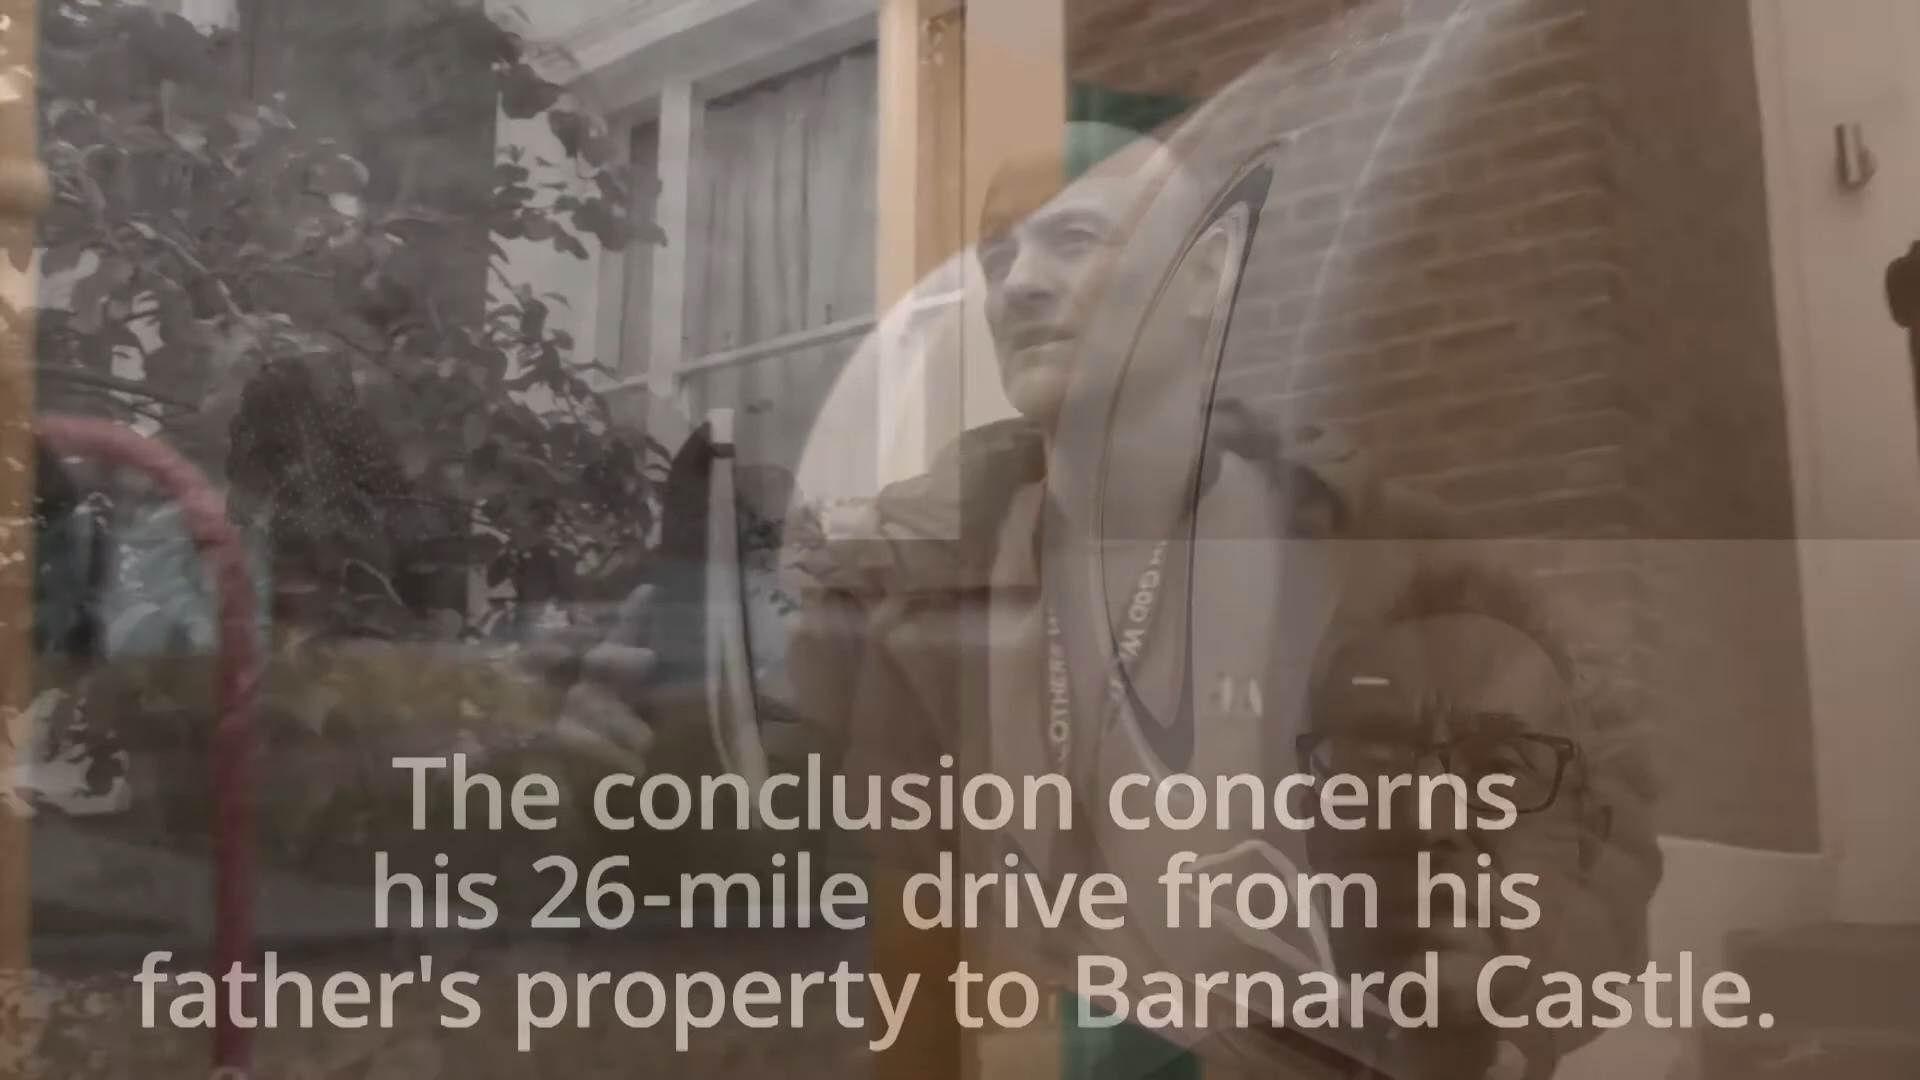 The conclusion concerns
his 26-mile drive from his
father's property to Barnard Castle.